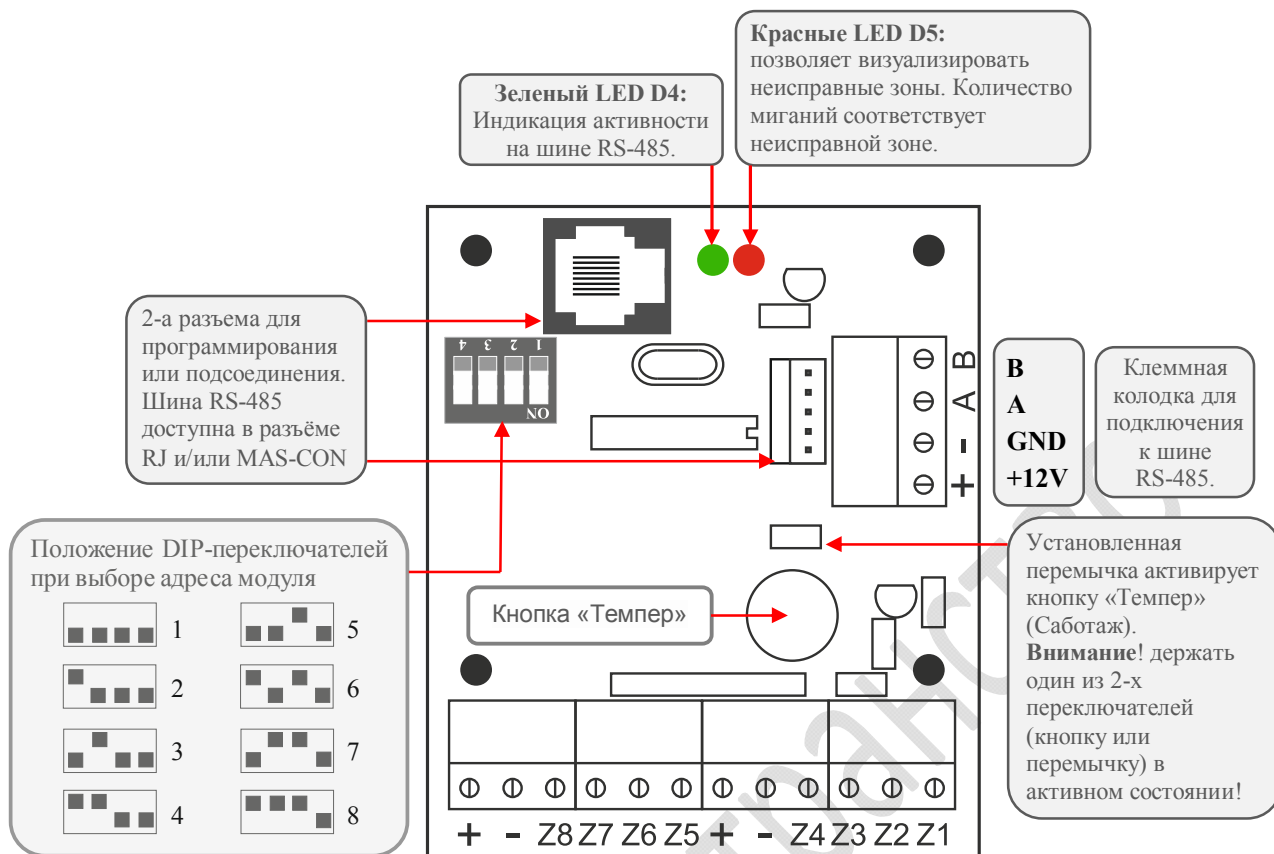 Зеленый LED D4:
Индикация активности
на шине RS-485.
Красные LED D5:
позволяет визуализировать
неисправные зоны. Количество
миганий соответствует
неисправной зоне.
2-а разъема для
программирования
или подсоединения.
Шина RS-485
доступна в разъёме
RJ и/или MAS-CON
4 3 2 1
ON
B
A
-
+
B
A
GND
+12V
Клеммная
колодка для
подключения
к шине
RS-485.
Положение DIP-переключателей
при выборе адреса модуля
1 5
2 6
3 7
4 8
Кнопка «Темпер»
Установленная
перемычка активирует
кнопку «Темпер»
(Саботаж).
Внимание! держать
один из 2-х
переключателей
(кнопку или
перемычку) в
активном состоянии!
+ - Z8 Z7 Z6 Z5 + - Z4 Z3 Z2 Z1